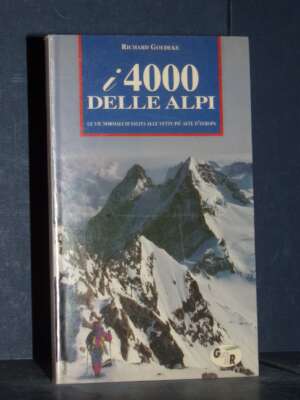 RICHARD GOEDEKE
i 4000
DELLE ALPI
LE VIE NORMALI DI SALITA ALLE VETTE PIÙ ALTE D'EUROPA
G
R